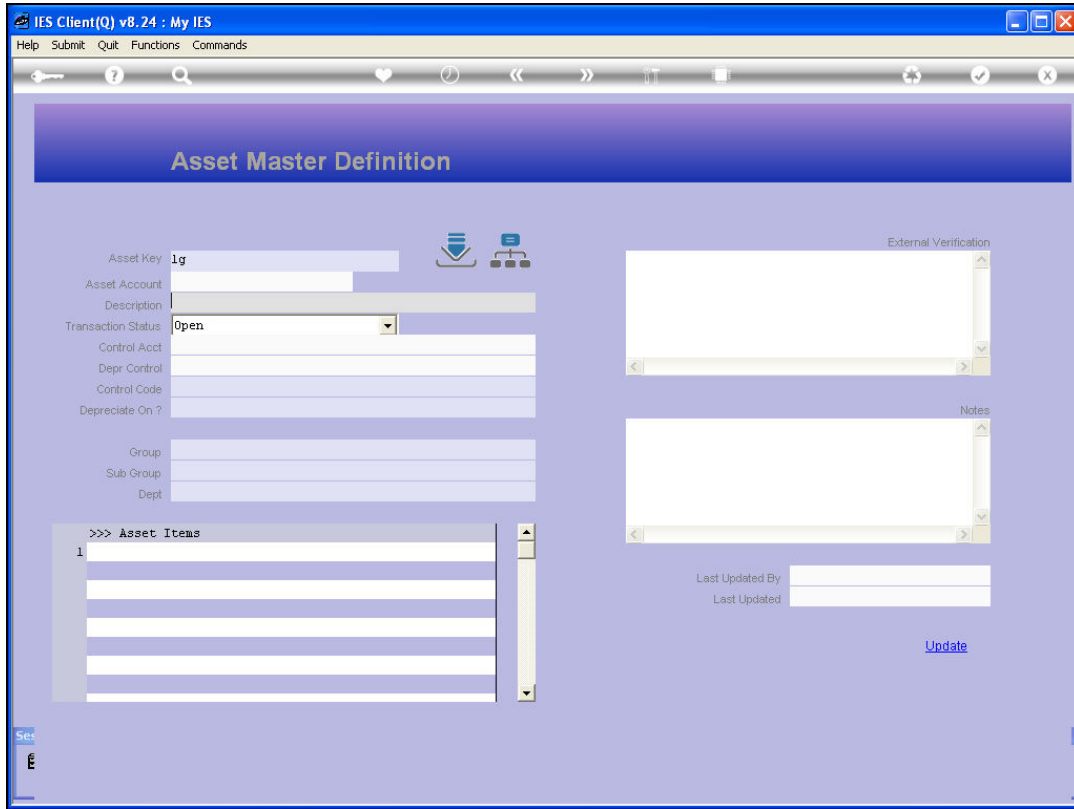 IES Client(Q) v8.24 : My IES
Help Submit Quit Functions Commands
Asset Master Definition
Asset Key lg
Asset Account
Description
Transaction Status Open
Control Acct
Depr Control
Control Code
Depreciate On ?
Group
Sub Group
Dept
>>> Asset Items
1
External Verification
Notes
Last Updated By
Last Updated
Update
Ses